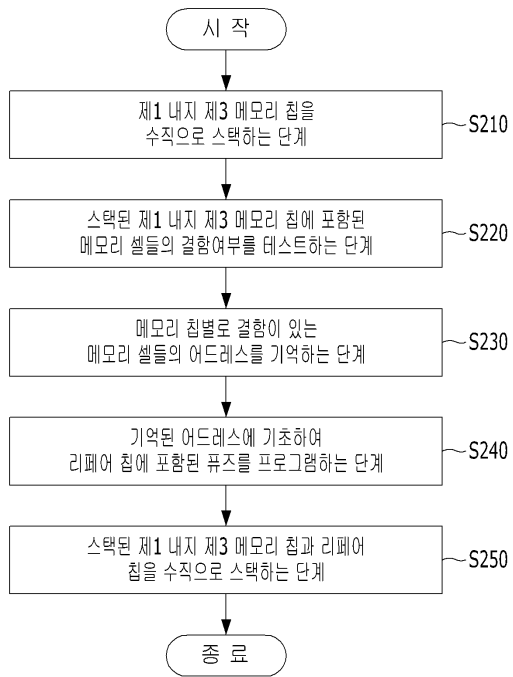 시 작
제1 내지 제3 메모리 칩을
수직으로 스택하는 단계
S210
스택된 제1 내지 제3 메모리 칩에 포함된
메모리 셀들의 결함여부를 테스트하는 단계
S220
메모리 칩별로 결함이 있는
메모리 셀들의 어드레스를 기억하는 단계
S230
기억된 어드레스에 기초하여
리페어 칩에 포함된 퓨즈를 프로그램하는 단계
S240
스택된 제1 내지 제3 메모리 칩과 리페어
칩을 수직으로 스택하는 단계
S250
종 료